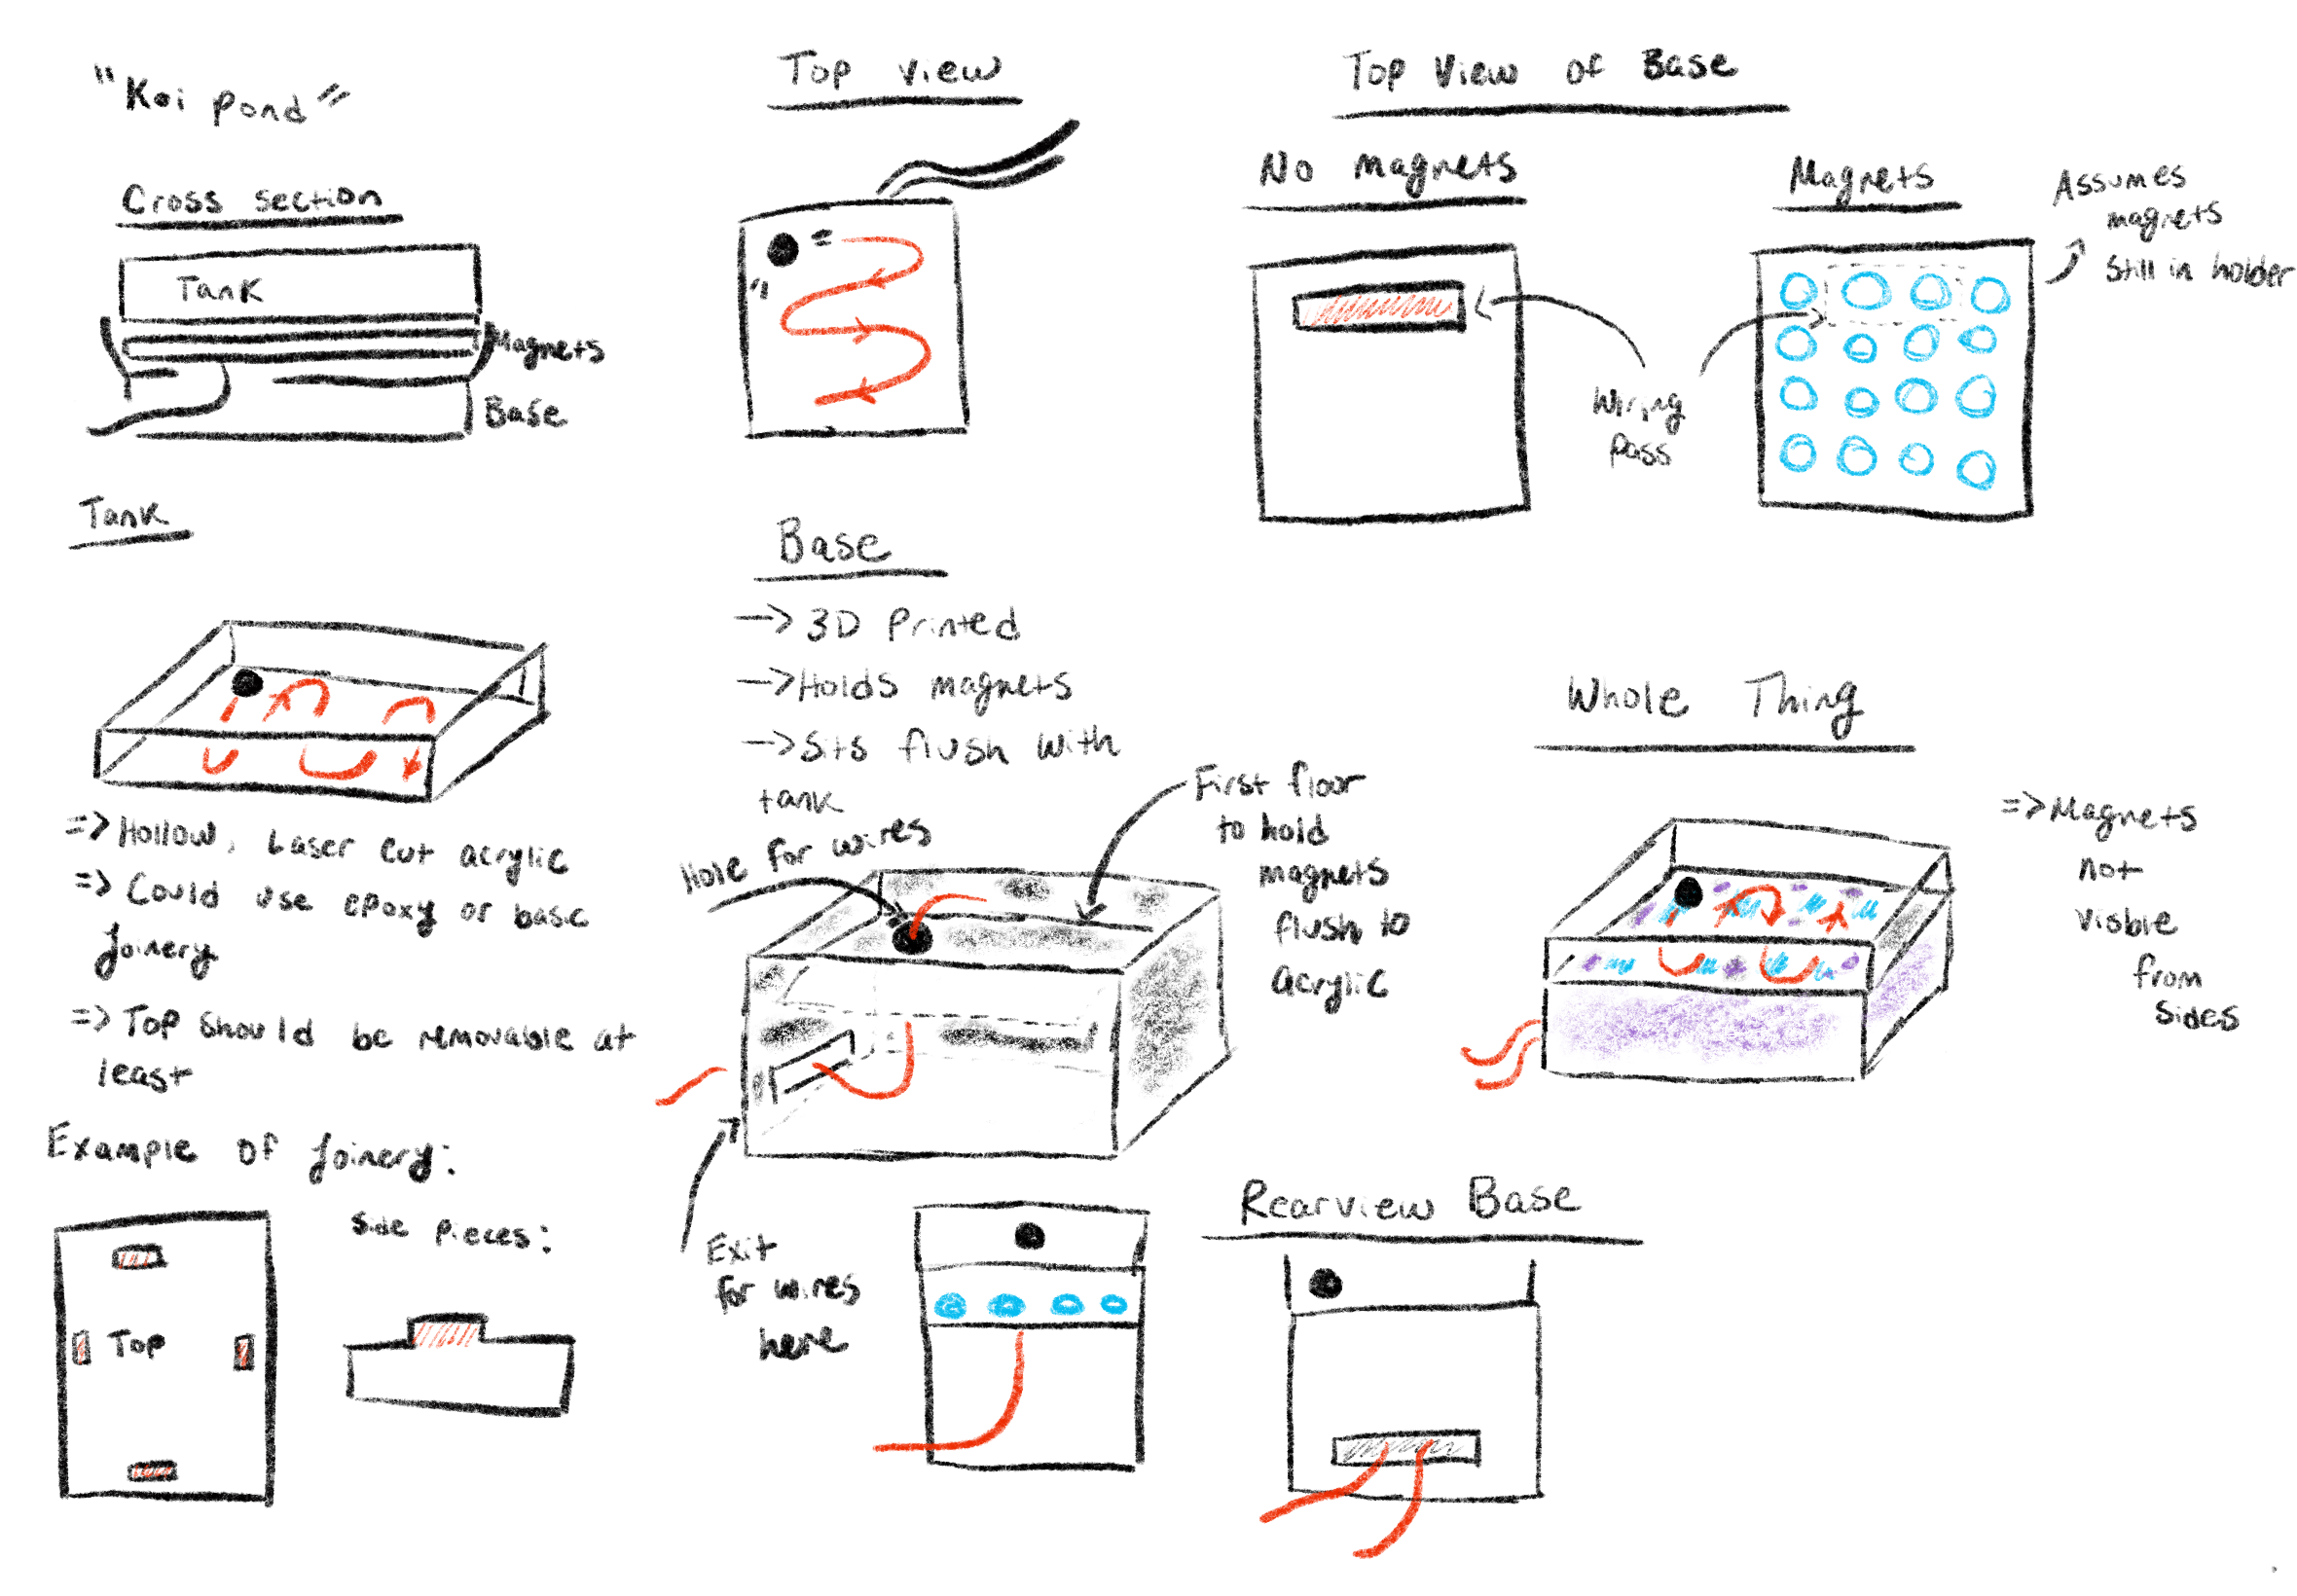 "Koi pond"
Cross section
Tank
Magnets
Base
Top view
Top View of Base
No magnets
Magnets
Assumes
magnets
still in holder
Wiring
pass
Tank
=> Hollow, Laser cut acrylic
=> Could use epoxy or basic
joinery
=> Top should be removable at
least
Example of joinery:
Top
Side pieces:
Base
-> 3D Printed
-> Holds magnets
-> Sits flush with
tank
Hole for wires
First floor
to hold
magnets
flush to
acrylic
Exit
for wires
here
Rearview Base
Whole Thing
=> Magnets
not
visible
from
sides